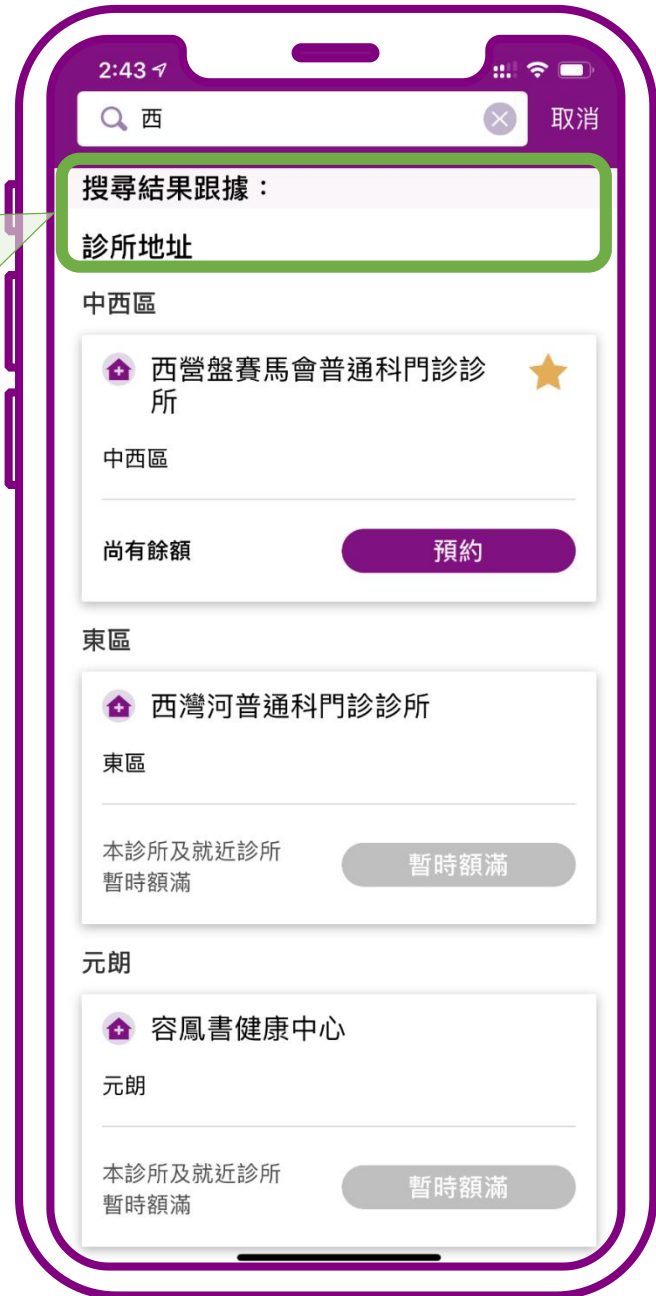 2:43
西
取消
搜尋結果跟據：
診所地址
中西區
西營盤賽馬會普通科門診診
所
中西區
尚有餘額
預約
東區
西灣河普通科門診診所
東區
本診所及就近診所
暫時額滿
暫時額滿
元朗
容鳳書健康中心
元朗
本診所及就近診所
暫時額滿
暫時額滿